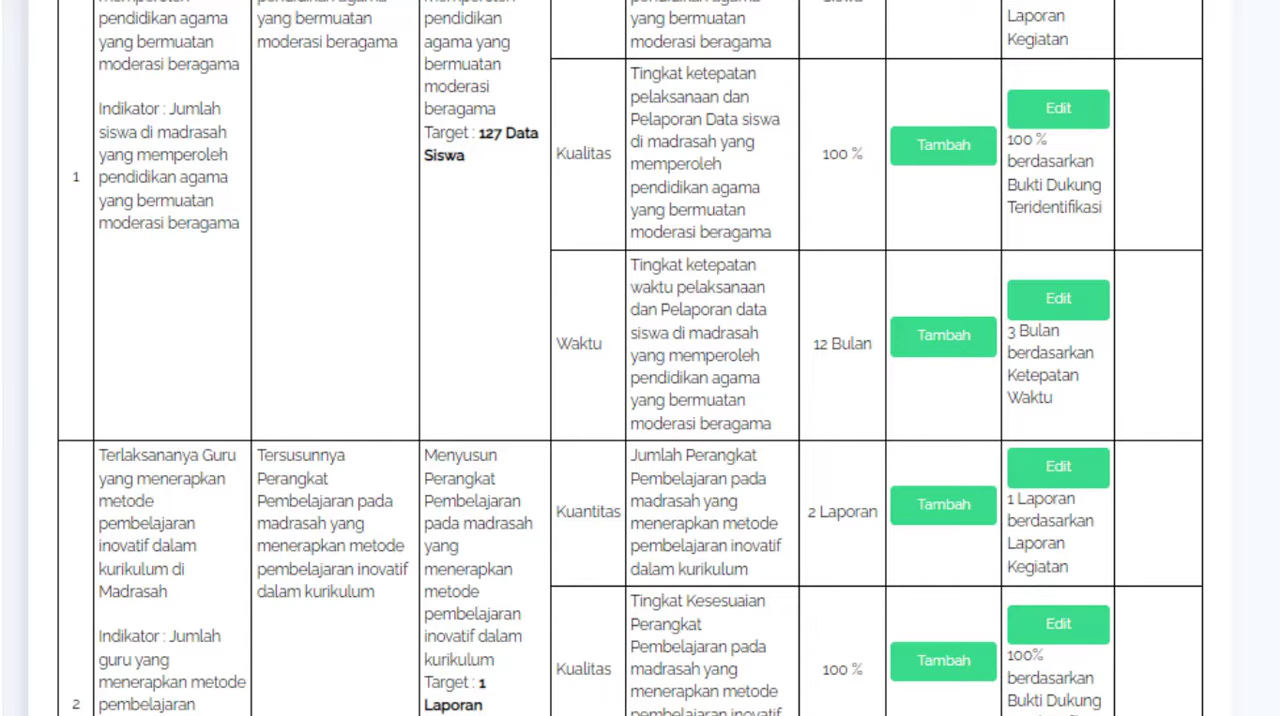 yang bermuatan
moderasi beragama
Indikator : Jumlah
siswa di madrasah
yang memperoleh
pendidikan agama
yang bermuatan
moderasi beragama
1
pendidikan agama
yang bermuatan
moderasi beragama
pendidikan
agama yang
bermuatan
moderasi
beragama
Target : 127 Data
Siswa
yang bermuatan
moderasi beragama
Laporan
Kegiatan
Kualitas
Tingkat ketepatan
pelaksanaan dan
Pelaporan Data siswa
di madrasah yang
memperoleh
pendidikan agama
yang bermuatan
moderasi beragama
100 %
Tambah
Edit
100 %
berdasarkan
Bukti Dukung
Teridentifikasi
Waktu
Tingkat ketepatan
waktu pelaksanaan
dan Pelaporan data
siswa di madrasah
yang memperoleh
pendidikan agama
yang bermuatan
moderasi beragama
12 Bulan
Tambah
Edit
3 Bulan
berdasarkan
Ketepatan
Waktu
2
Terlaksananya Guru
yang menerapkan
metode
pembelajaran
inovatif dalam
kurikulum di
Madrasah
Indikator : Jumlah
guru yang
menerapkan metode
pembelajaran
Tersusunnya
Perangkat
Pembelajaran pada
madrasah yang
menerapkan metode
pembelajaran inovatif
dalam kurikulum
Menyusun
Perangkat
Pembelajaran
pada madrasah
yang
menerapkan
metode
pembelajaran
inovatif dalam
kurikulum
Target : 1
Laporan
Kuantitas
Jumlah Perangkat
Pembelajaran pada
madrasah yang
menerapkan metode
pembelajaran inovatif
dalam kurikulum
2 Laporan
Tambah
Edit
1 Laporan
berdasarkan
Laporan
Kegiatan
Kualitas
Tingkat Kesesuaian
Perangkat
Pembelajaran pada
madrasah yang
menerapkan metode
pembelajaran inovatif
100 %
Tambah
Edit
100%
berdasarkan
Bukti Dukung